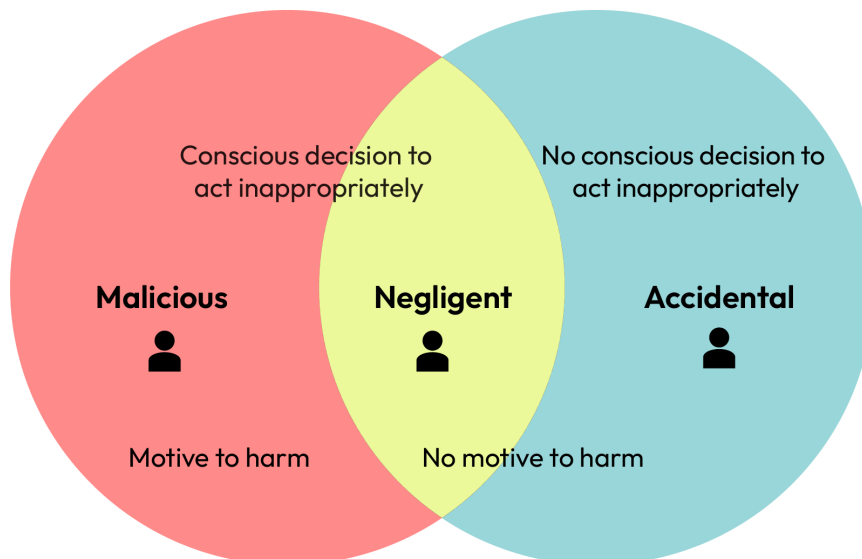 Conscious decision to
act inappropriately
No conscious decision to
act inappropriately
Malicious
Negligent
Accidental
Motive to harm
No motive to harm